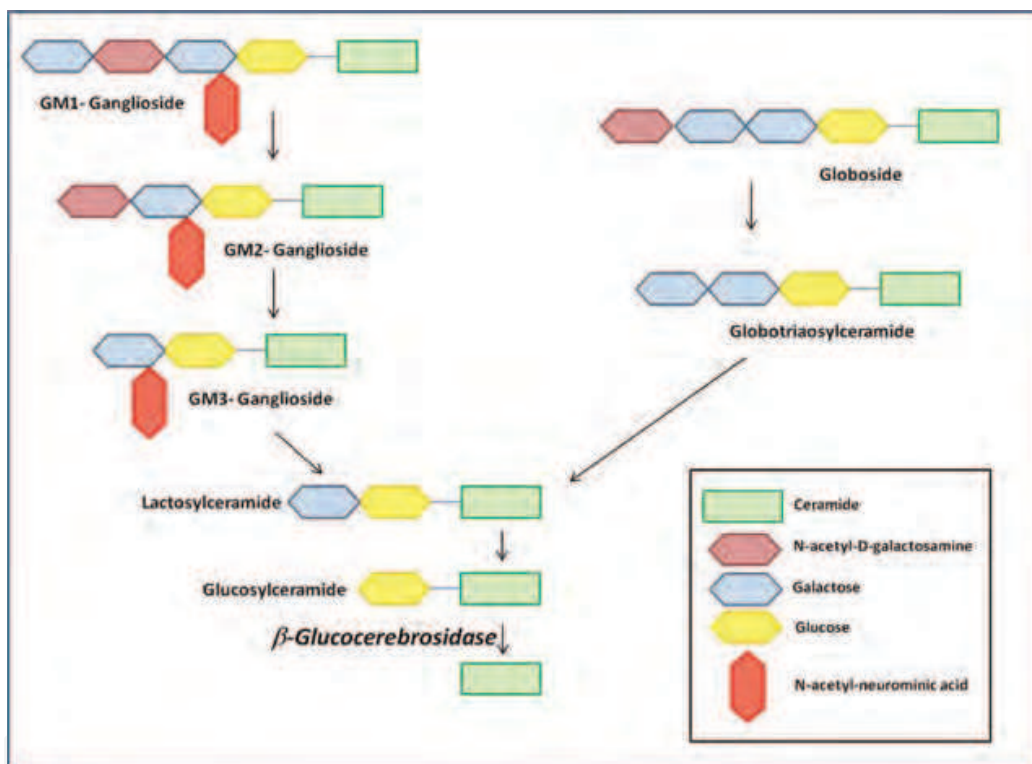 GM1- Ganglioside
GM2- Ganglioside
GM3- Ganglioside
Globoside
Globotriaosylceramide
Lactosylceramide
Glucosylceramide
β-Glucocerebrosidase
Ceramide
N-acetyl-D-galactosamine
Galactose
Glucose
N-acetyl-neurominic acid